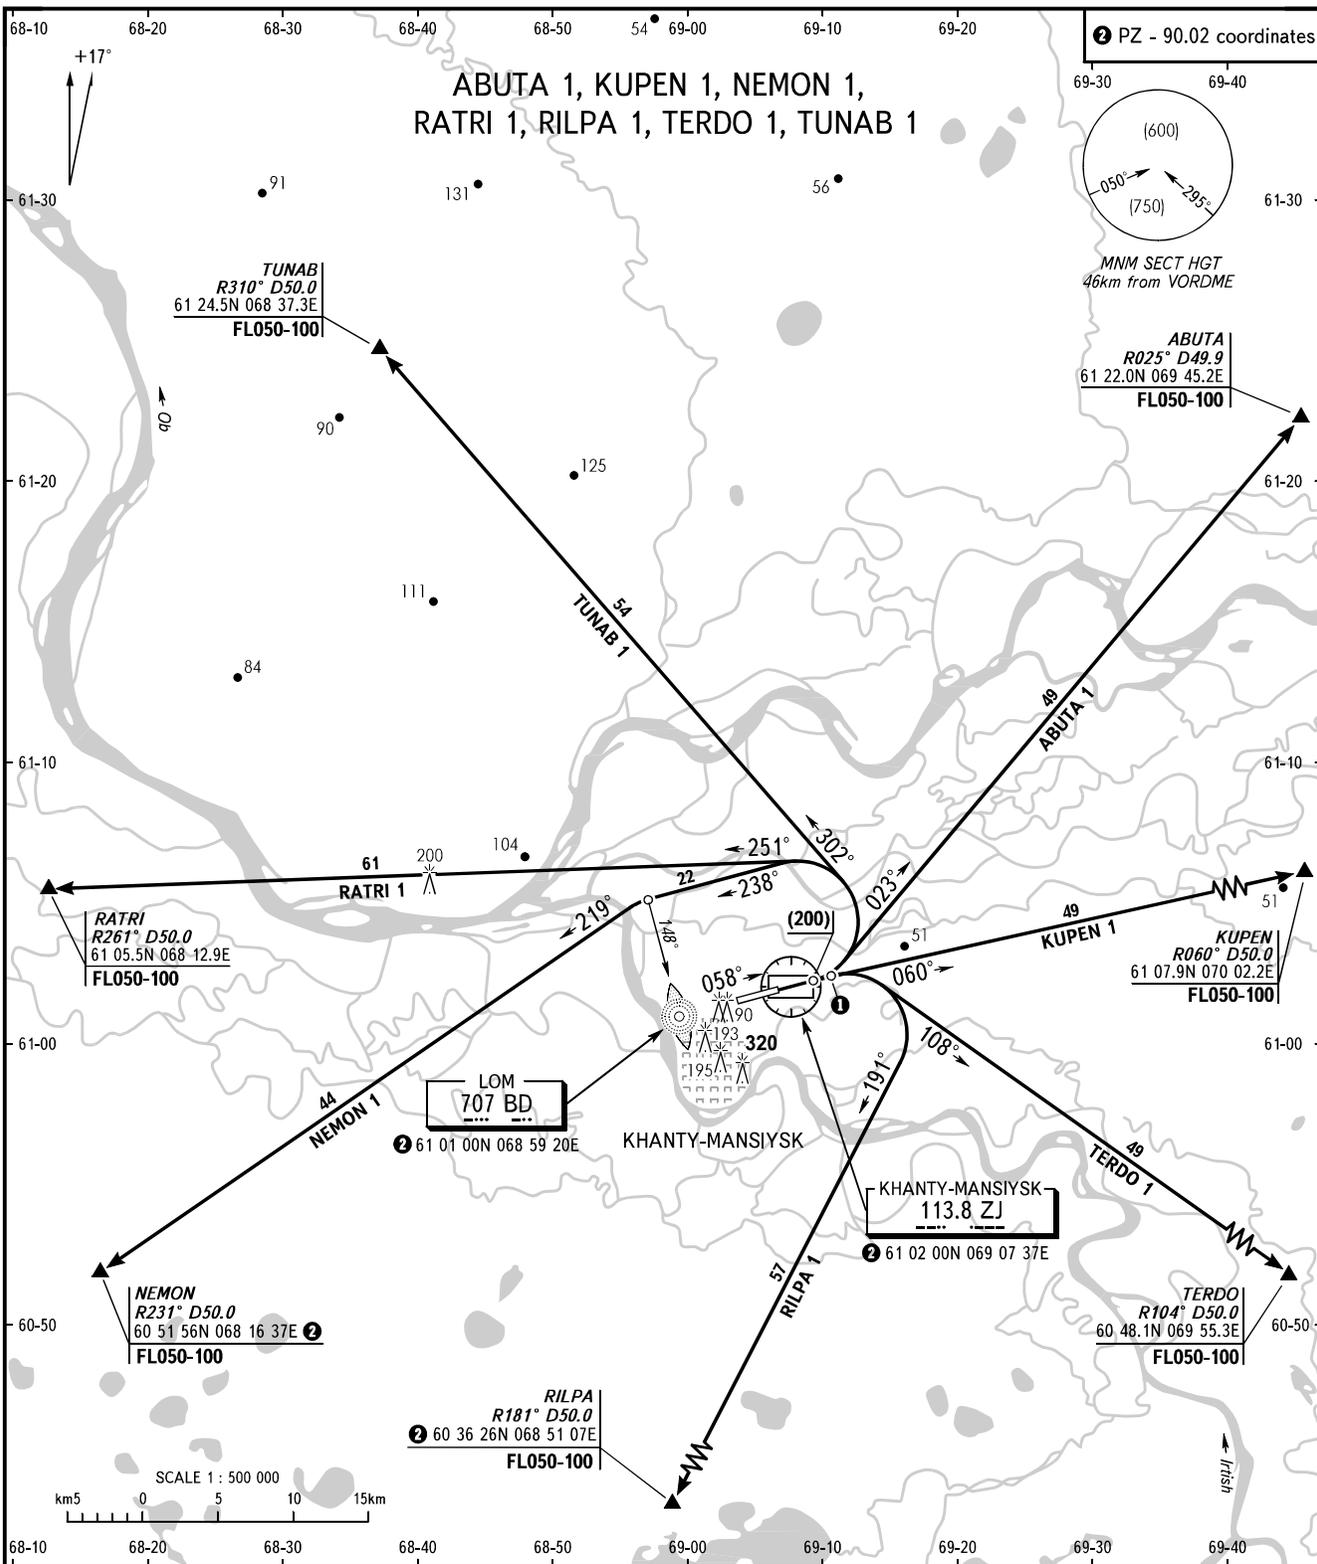 68-10 68-20 68-30 68-40 68-50 54 69-00 69-10 69-20
❷ PZ - 90.02 coordinates
69-30 69-40
+17°
ABUTA 1, KUPEN 1, NEMON 1,
RATRI 1, RILPA 1, TERDO 1, TUNAB 1
(600)
050° 295°
(750)
91
131
56
61-30 61-30
MNM SECT HGT
46km from VORDME
TUNAB
R310° D50.0
61 24.5N 068 37.3E
FL050-100
ABUTA
R025° D49.9
61 22.0N 069 45.2E
FL050-100
Ob
90
125
61-20 61-20
111
54
TUNAB 1
84
49
ABUTA 1
61-10 61-10
302°
251°
104
200
61
RATRI 1
22
238°
023°
219°
RATRI
R261° D50.0
61 05.5N 068 12.9E
FL050-100
148°
(200)
51
49
KUPEN 1
51
KUPEN
R060° D50.0
61 07.9N 070 02.2E
FL050-100
058°
060°
❶
90
193
320
195
61-00 61-00
108°
191°
LOM
707 BD
❷ 61 01 00N 068 59 20E
44
NEMON 1
KHANTY-MANSIYSK
49
TERDO 1
KHANTY-MANSIYSK
113.8 ZJ
❷ 61 02 00N 069 07 37E
57
RILPA 1
NEMON
R231° D50.0
60 51 56N 068 16 37E ❷
FL050-100
TERDO
R104° D50.0
60 48.1N 069 55.3E
FL050-100
60-50 60-50
RILPA
R181° D50.0
❷ 60 36 26N 068 51 07E
FL050-100
Irtish
SCALE 1 : 500 000
km5 0 5 10 15km
68-10 68-20 68-30 68-40 68-50 69-00 69-10 69-20 69-30 69-40